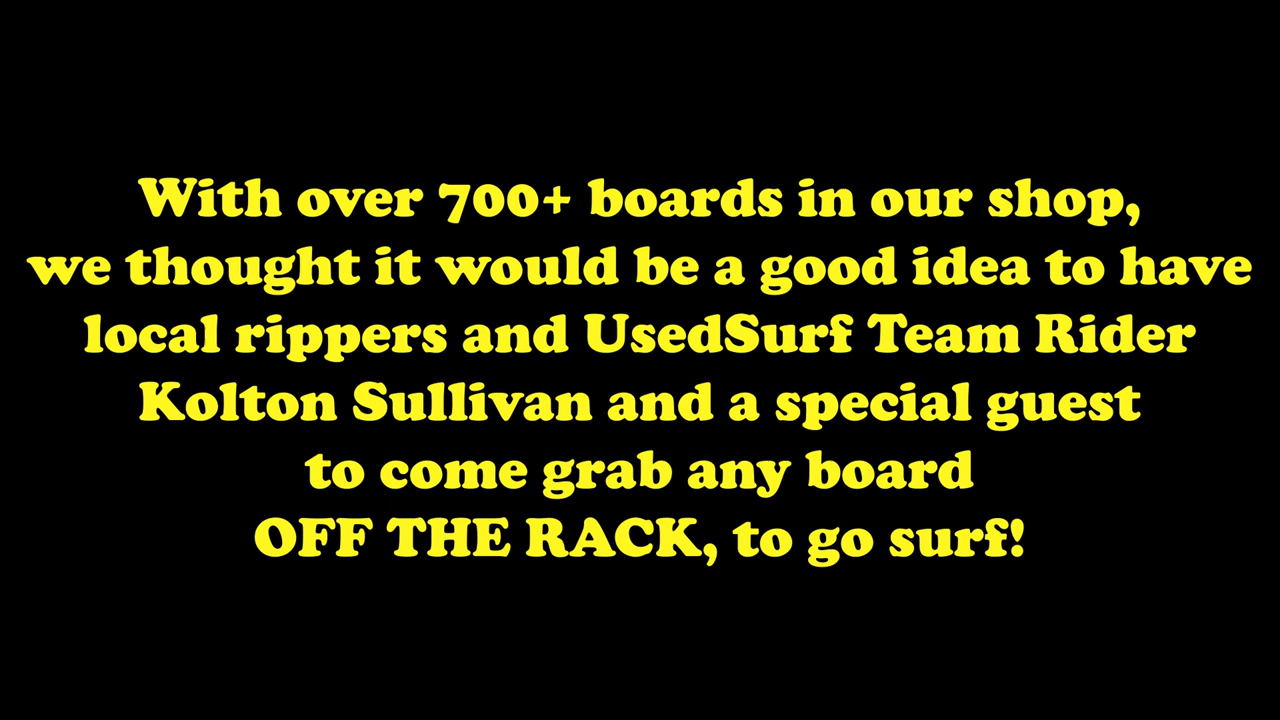 With over 700+ boards in our shop,
we thought it would be a good idea to have
local rippers and UsedSurf Team Rider
Kolton Sullivan and a special guest
to come grab any board
OFF THE RACK, to go surf!